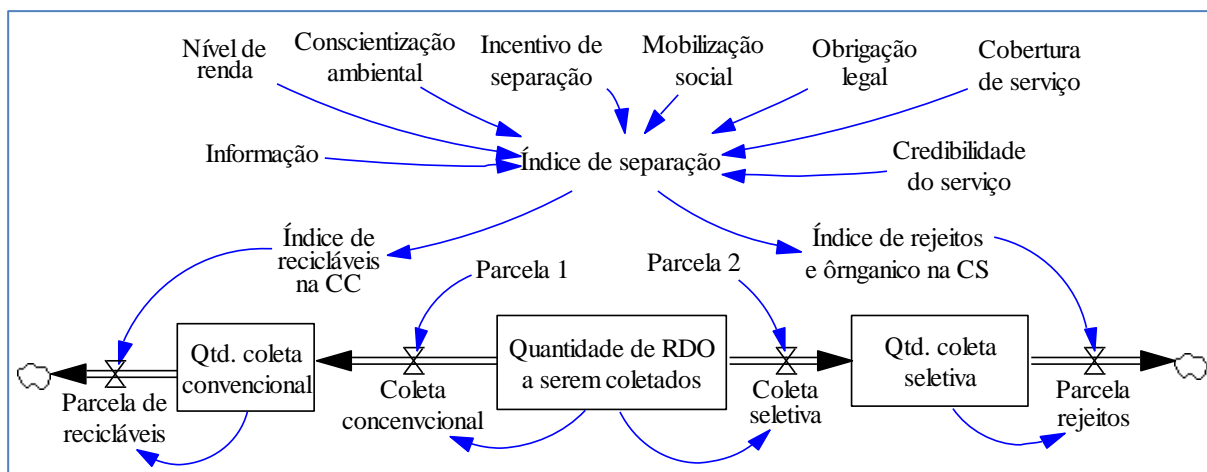 Nível de
renda
Conscientização
ambiental
Incentivo de
separação
Mobilização
social
Obrigação
legal
Cobertura
de serviço
Informação
Índice de separação
Credibilidade
do serviço
Índice de
recicláveis
na CC
Parcela 1
Parcela 2
Índice de rejeitos
e ôrnganico na CS
Qtd. coleta
convencional
Quantidade de RDO
a serem coletados
Qtd. coleta
seletiva
Parcela de
recicláveis
Coleta
concenvcional
Coleta
seletiva
Parcela
rejeitos